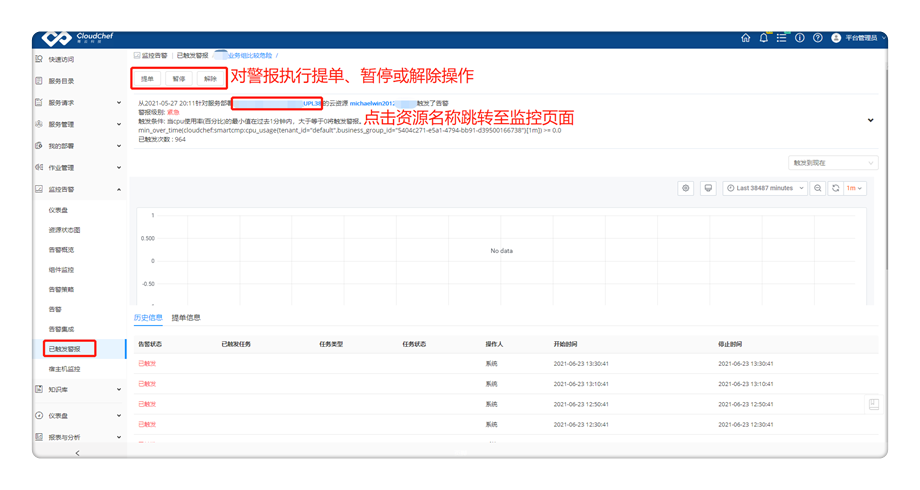 CloudChef
平台管理员
快速访问
服务目录
服务请求
服务管理
我的部署
作业管理
监控告警
仪表盘
资源状态图
告警概览
组件监控
告警策略
告警
告警集成
已触发警报
宿主机监控
知识库
仪表盘
报表与分析
监控告警 | 已触发警报 业务组比较危险 /
提单 暂停 解除
对警报执行提单、暂停或解除操作
从2021-05-27 20:11针对服务部署 UPL38 的云资源 michaelwin2012 触发了告警
警报级别: 紧急
点击资源名称跳转至监控页面
触发条件: 当cpu使用率(百分比)的最小值在过去1分钟内，大于等于0将触发警报。
min_over_time(cloudchef:smartcmp:cpu_usage{tenant_id="default",business_group_id="5404c271-e5a1-4794-bb91-d39500166738"}[1m]) >= 0.0
已触发次数 : 964
触发到现在
Last 38487 minutes
1m
1
0.500
0
-0.50
No data
历史信息 提单信息
告警状态 已触发任务 任务类型 任务状态 操作人 开始时间 停止时间
已触发 系统 2021-06-23 13:30:41 2021-06-23 13:30:41
已触发 系统 2021-06-23 13:10:41 2021-06-23 13:10:41
已触发 系统 2021-06-23 12:50:41 2021-06-23 12:50:41
已触发 系统 2021-06-23 12:30:41 2021-06-23 12:30:41